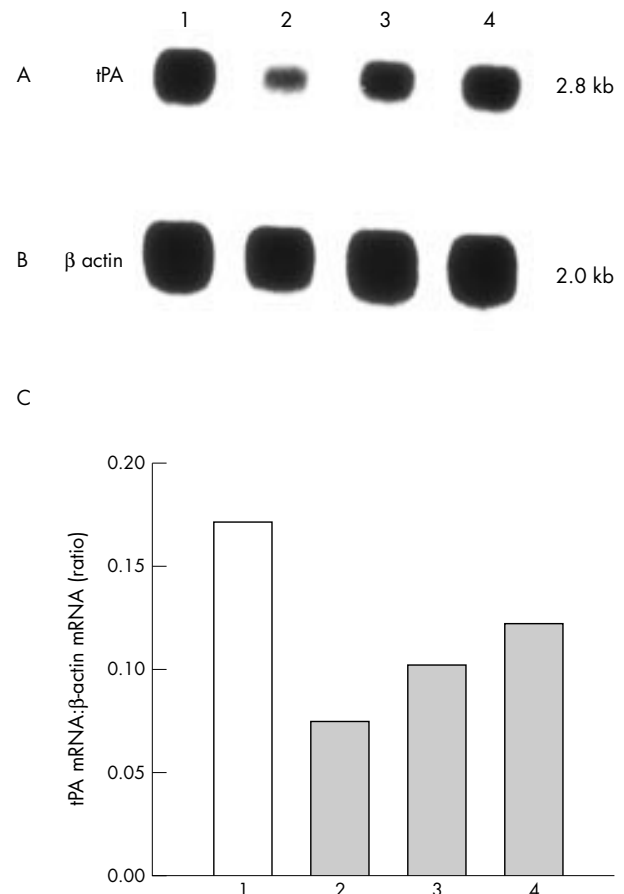 1 2 3 4
A tPA 2.8 kb
B β actin 2.0 kb
C
0.20
0.15
0.10
0.05
0.00
tPA mRNA:β-actin mRNA (ratio)
1 2 3 4